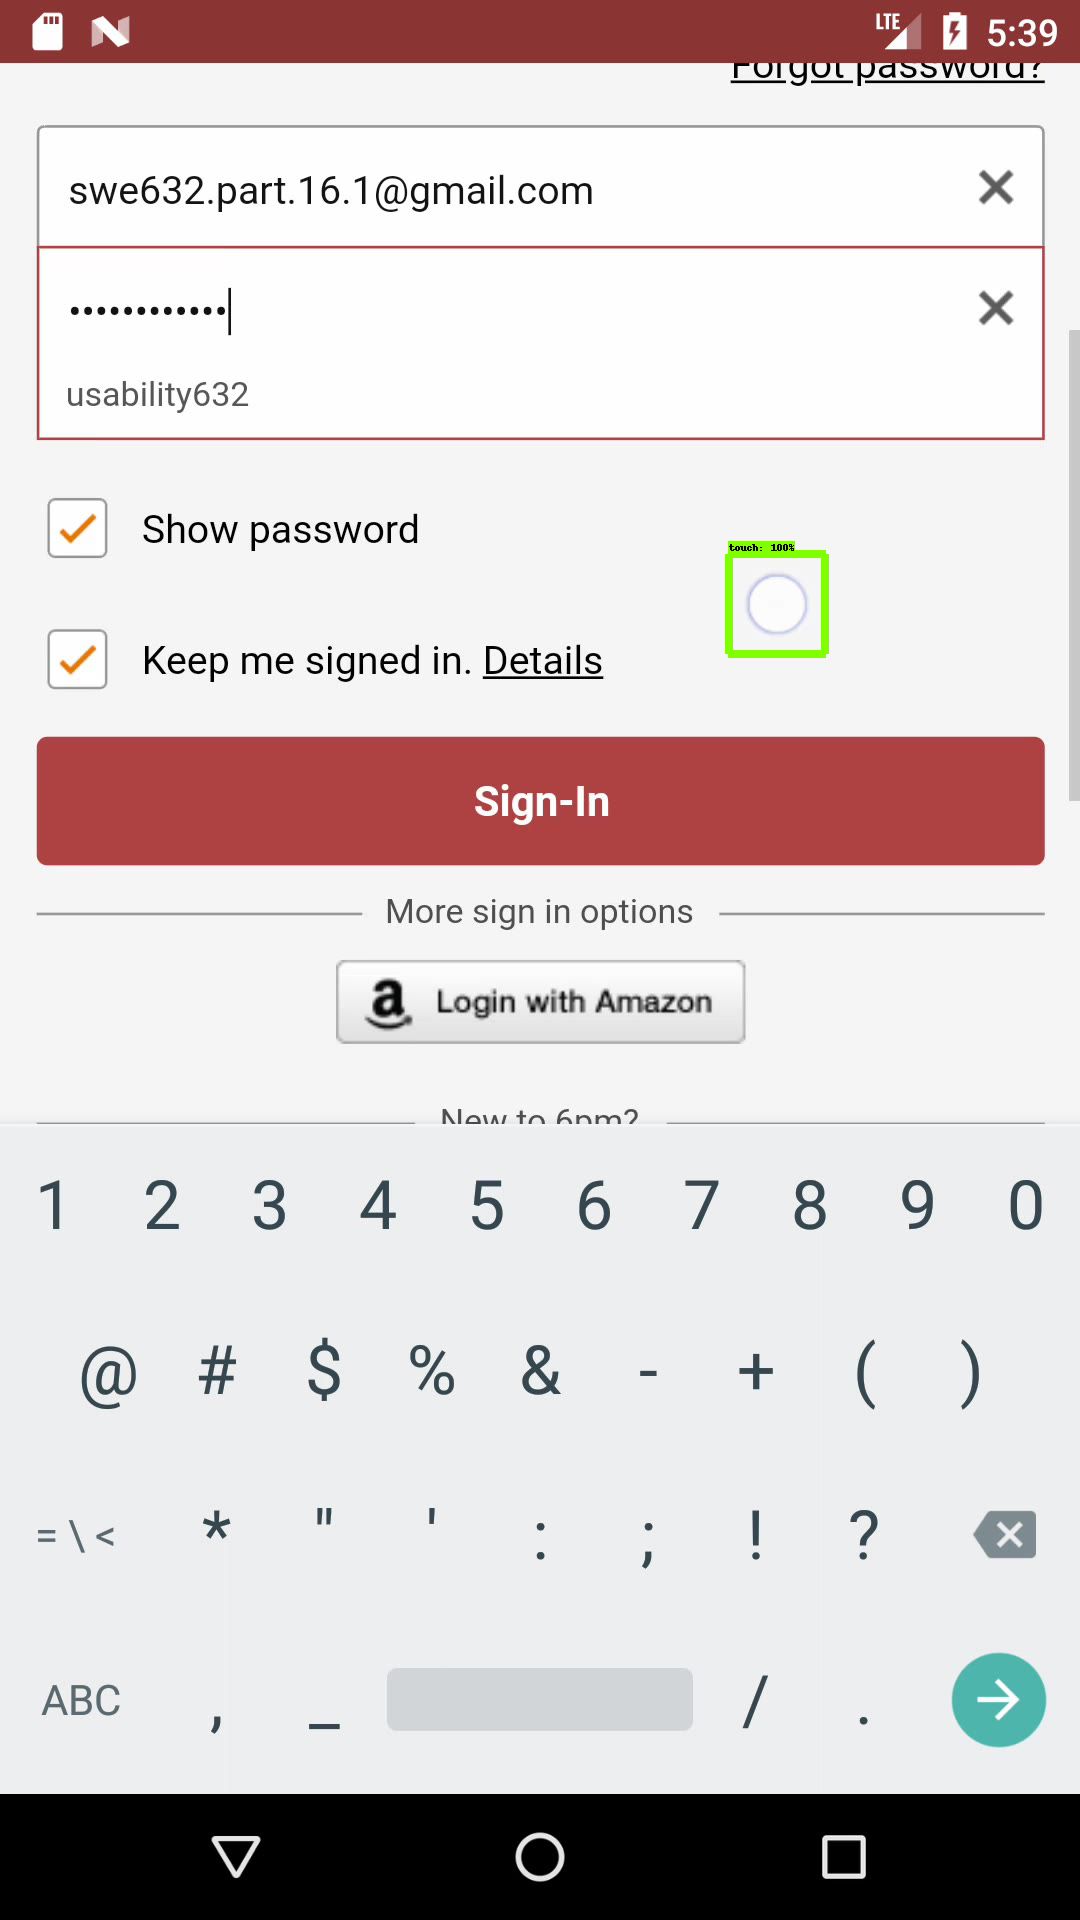 LTE 5:39
Forgot password?
swe632.part.16.1@gmail.com
••••••••••••
usability632
Show password
touch: 100%
Keep me signed in. Details
Sign-In
More sign in options
a Login with Amazon
New to 6pm?
1 2 3 4 5 6 7 8 9 0
@ # $ % & - + ( )
= \ < * " ' : ; ! ?
ABC , _ / .